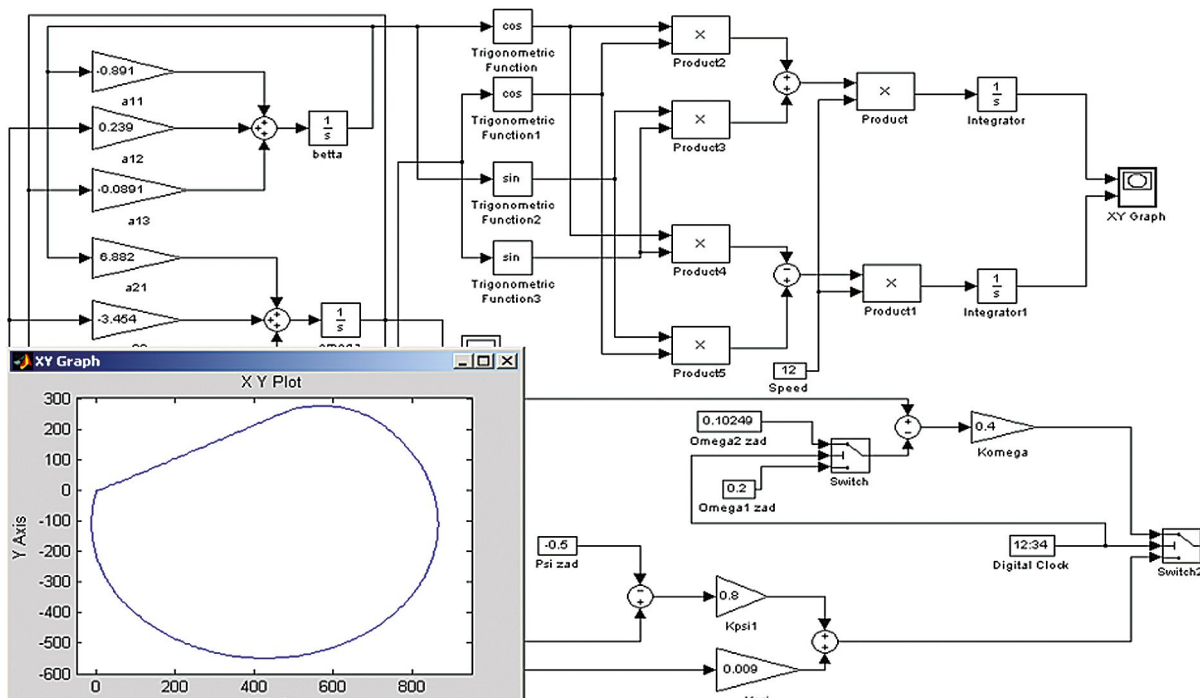 -0.891
a11
0.239
a12
-0.0891
a13
6.882
a21
-3.454
1
s
betta
1
s
cos
Trigonometric
Function
cos
Trigonometric
Function1
sin
Trigonometric
Function2
sin
Trigonometric
Function3
×
Product2
×
Product3
×
Product4
×
Product5
+
+
−
+
×
Product
×
Product1
1
s
Integrator
1
s
Integrator1
XY Graph
12
Speed
0.10249
Omega2 zad
0.2
Omega1 zad
Switch
0.4
Komega
12:34
Digital Clock
Switch2
-0.5
Psi zad
0.8
Kpsi1
0.009
XY Graph
X Y Plot
Y Axis
300
200
100
0
-100
-200
-300
-400
-500
-600
0
200
400
600
800